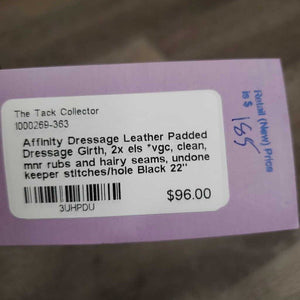 The Tack Collector
1000269-363
Affinity Dressage Leather Padded
Dressage Girth, 2x els *vgc, clean,
mnr rubs and hairy seams, undone
keeper stitches/hole Black 22"
$96.00
3UHPDU
Retail (New) Price
is $ 135